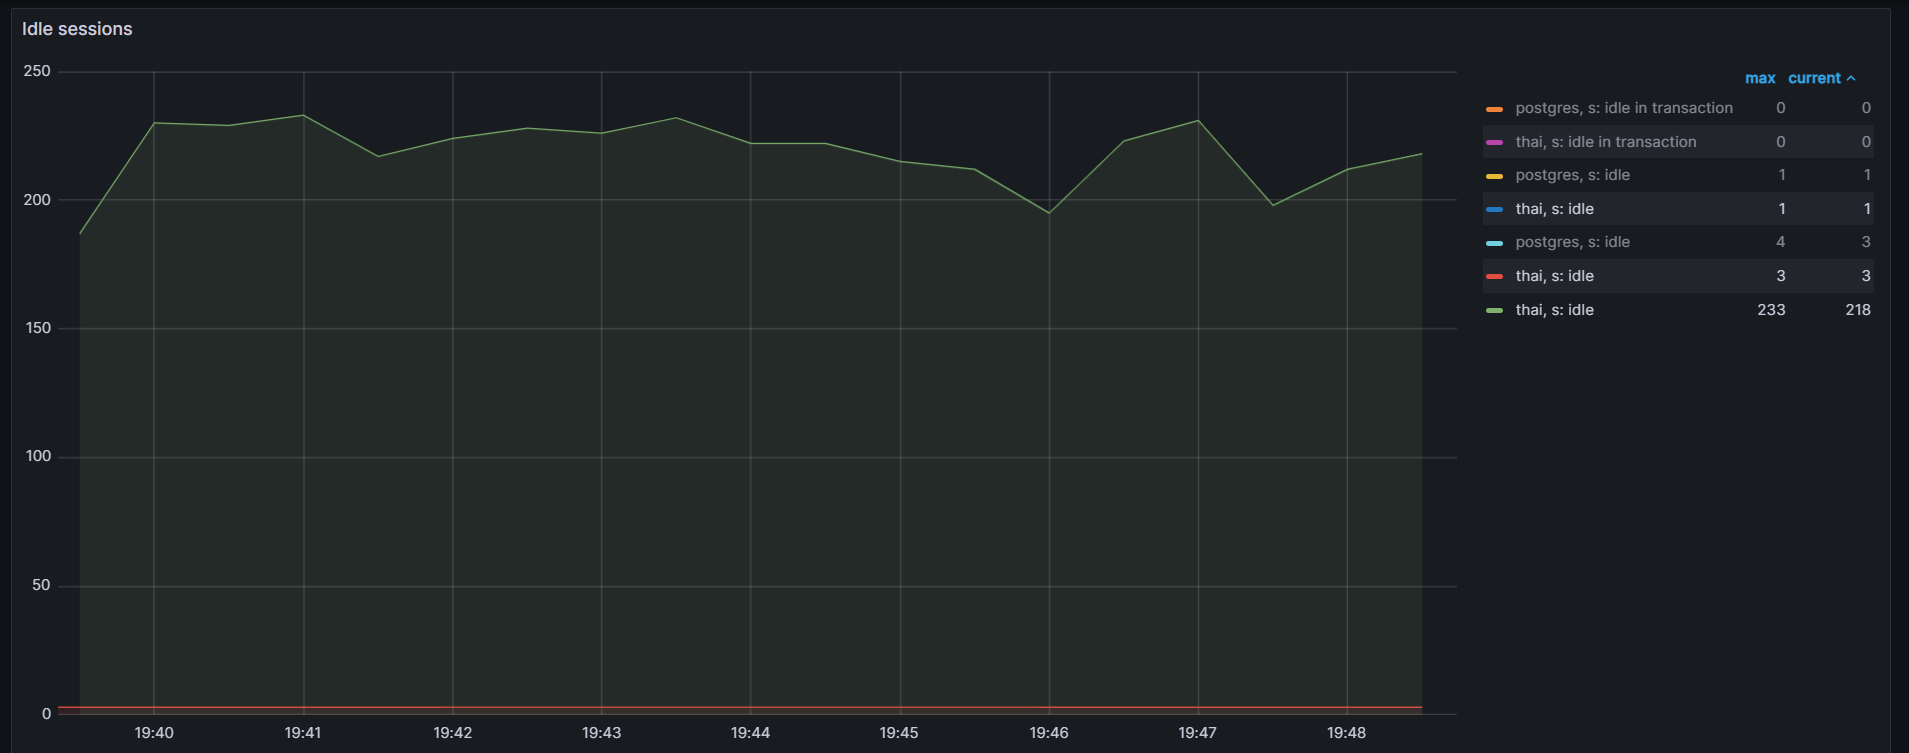 Idle sessions
250
200
150
100
50
0
19:40 19:41 19:42 19:43 19:44 19:45 19:46 19:47 19:48
max current
postgres, s: idle in transaction 0 0
thai, s: idle in transaction 0 0
postgres, s: idle 1 1
thai, s: idle 1 1
postgres, s: idle 4 3
thai, s: idle 3 3
thai, s: idle 233 218